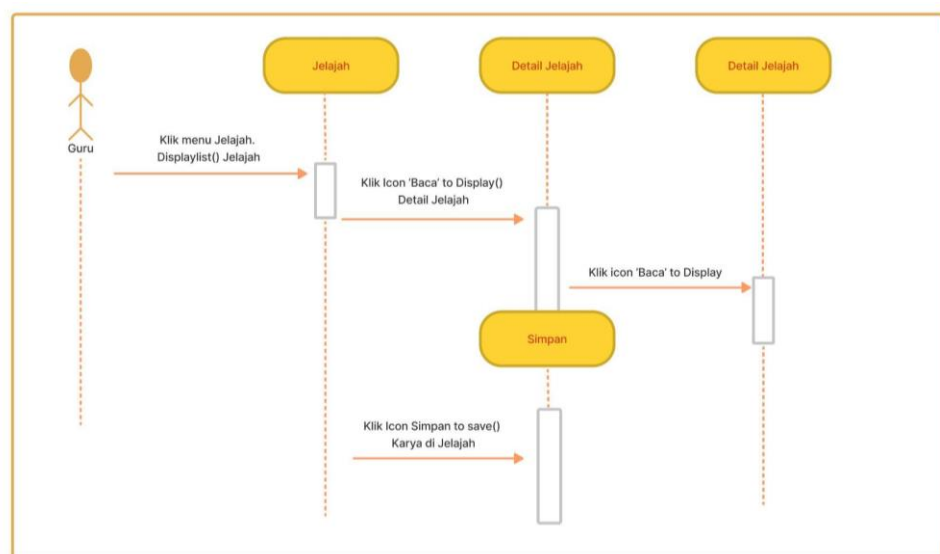 Jelajah
Detail Jelajah
Detail Jelajah
Guru
Klik menu Jelajah.
Displaylist() Jelajah
Klik Icon 'Baca' to Display()
Detail Jelajah
Klik icon 'Baca' to Display
Simpan
Klik Icon Simpan to save()
Karya di Jelajah